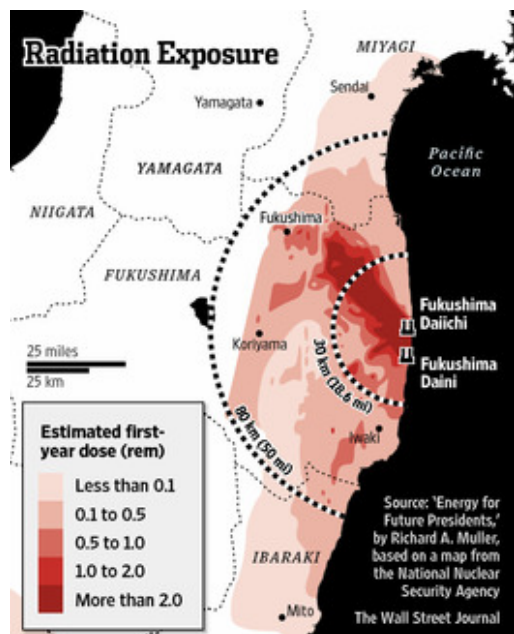 Radiation Exposure
MIYAGI
Sendai
Yamagata
Pacific
Ocean
YAMAGATA
NIIGATA
Fukushima
FUKUSHIMA
Fukushima
Daiichi
Koriyama
30 km (18.6 mi)
Fukushima
Daini
25 miles
25 km
80 km (50 mi)
Iwaki
Estimated first-
year dose (rem)
Less than 0.1
0.1 to 0.5
0.5 to 1.0
1.0 to 2.0
More than 2.0
IBARAKI
Mito
Source: 'Energy for
Future Presidents,'
by Richard A. Muller,
based on a map from
the National Nuclear
Security Agency
The Wall Street Journal